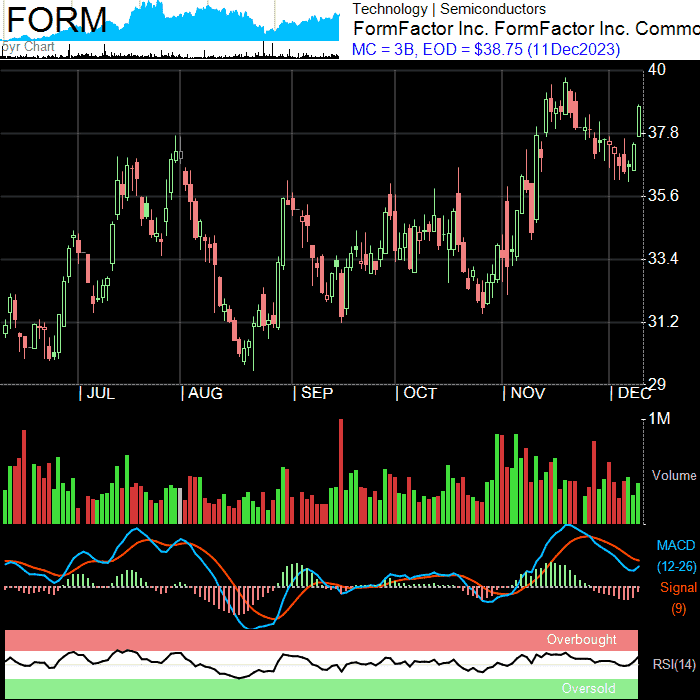 FORM
5yr Chart
Technology | Semiconductors
FormFactor Inc. FormFactor Inc. Commo
MC = 3B, EOD = $38.75 (11Dec2023)
40
37.8
35.6
33.4
31.2
29
| JUL | AUG | SEP | OCT | NOV | DEC
1M
Volume
MACD
(12-26)
Signal
(9)
Overbought
RSI(14)
Oversold